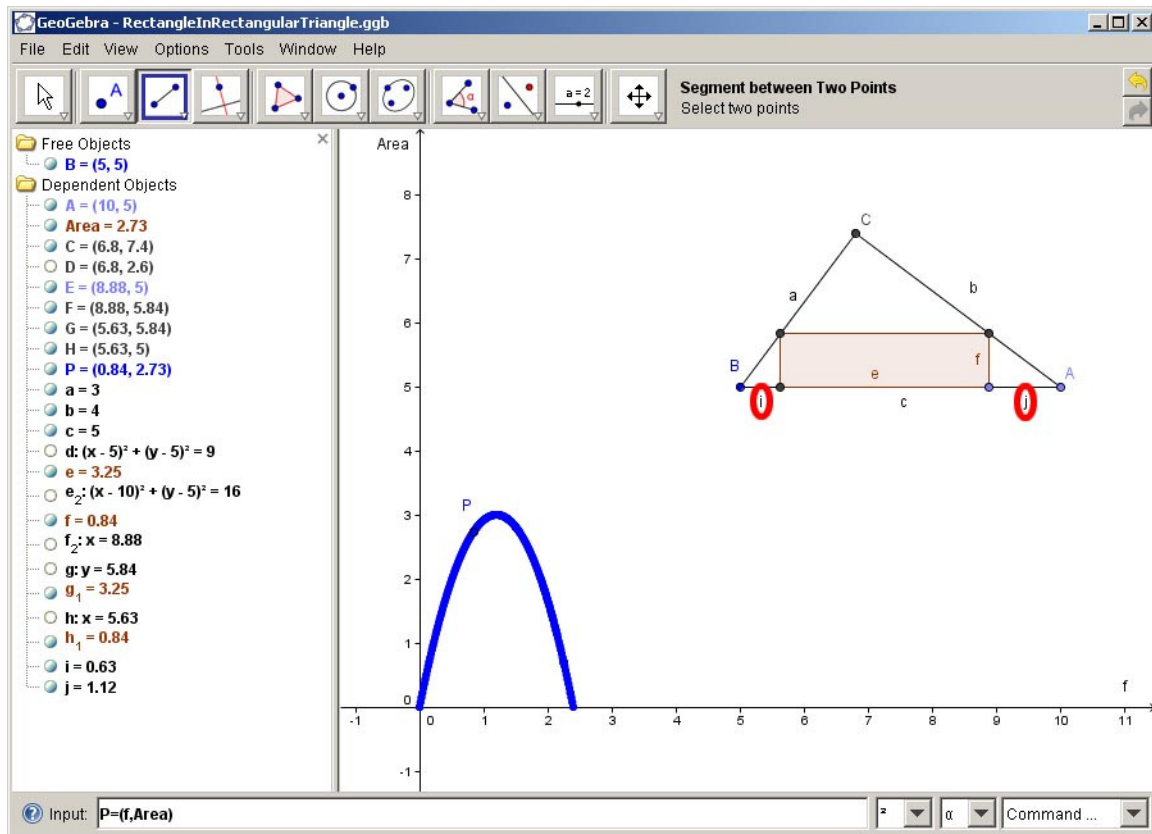 GeoGebra - RectangleInRectangularTriangle.ggb
File Edit View Options Tools Window Help
A
α
a = 2
Segment between Two Points
Select two points
Free Objects
B = (5, 5)
Dependent Objects
A = (10, 5)
Area = 2.73
C = (6.8, 7.4)
D = (6.8, 2.6)
E = (8.88, 5)
F = (8.88, 5.84)
G = (5.63, 5.84)
H = (5.63, 5)
P = (0.84, 2.73)
a = 3
b = 4
c = 5
d: (x - 5)² + (y - 5)² = 9
e = 3.25
e₂: (x - 10)² + (y - 5)² = 16
f = 0.84
f₂: x = 8.88
g: y = 5.84
g₁ = 3.25
h: x = 5.63
h₁ = 0.84
i = 0.63
j = 1.12
Area
8
7
6
5
4
3
2
1
0
-1
C
a
b
B
f
e
A
i
c
j
P
f
-1 0 1 2 3 4 5 6 7 8 9 10 11
Input: P=(f,Area)
²
α
Command ...